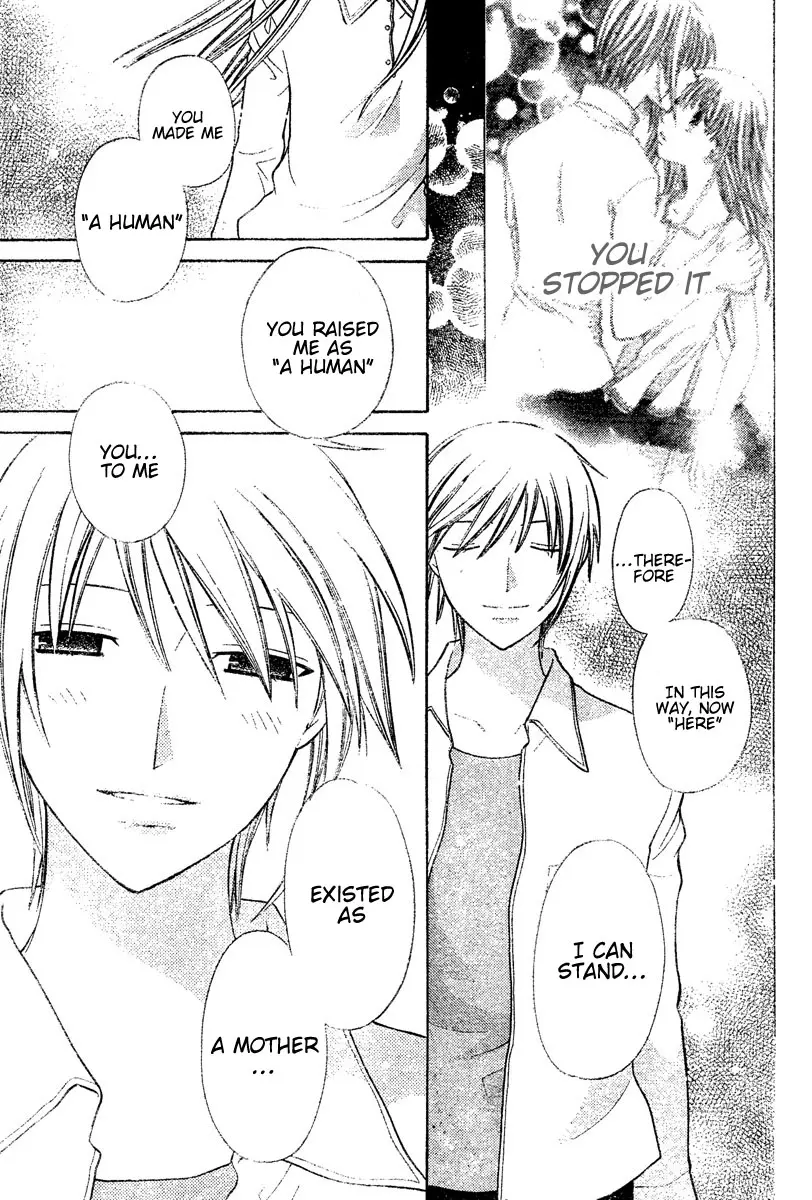 YOU
STOPPED IT
...THERE-
FORE
IN THIS
WAY, NOW
"HERE"
I CAN
STAND...
YOU
MADE ME
"A HUMAN"
YOU RAISED
ME AS
"A HUMAN"
YOU...
TO ME
EXISTED
AS
A MOTHER
...